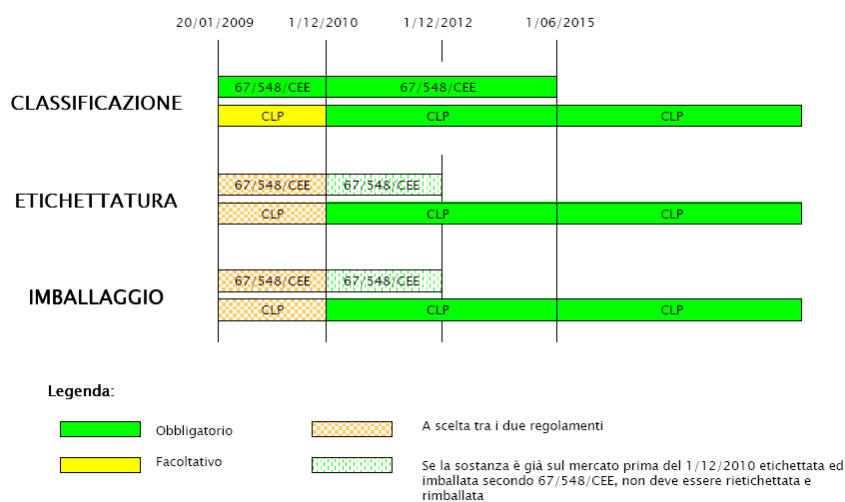 20/01/2009 1/12/2010 1/12/2012 1/06/2015
67/548/CEE 67/548/CEE
CLASSIFICAZIONE
CLP CLP CLP
67/548/CEE 67/548/CEE
ETICHETTATURA
CLP CLP CLP
67/548/CEE 67/548/CEE
IMBALLAGGIO
CLP CLP CLP
Legenda:
Obbligatorio
A scelta tra i due regolamenti
Facoltativo
Se la sostanza è già sul mercato prima del 1/12/2010 etichettata ed
imballata secondo 67/548/CEE, non deve essere rietichettata e
rimballata